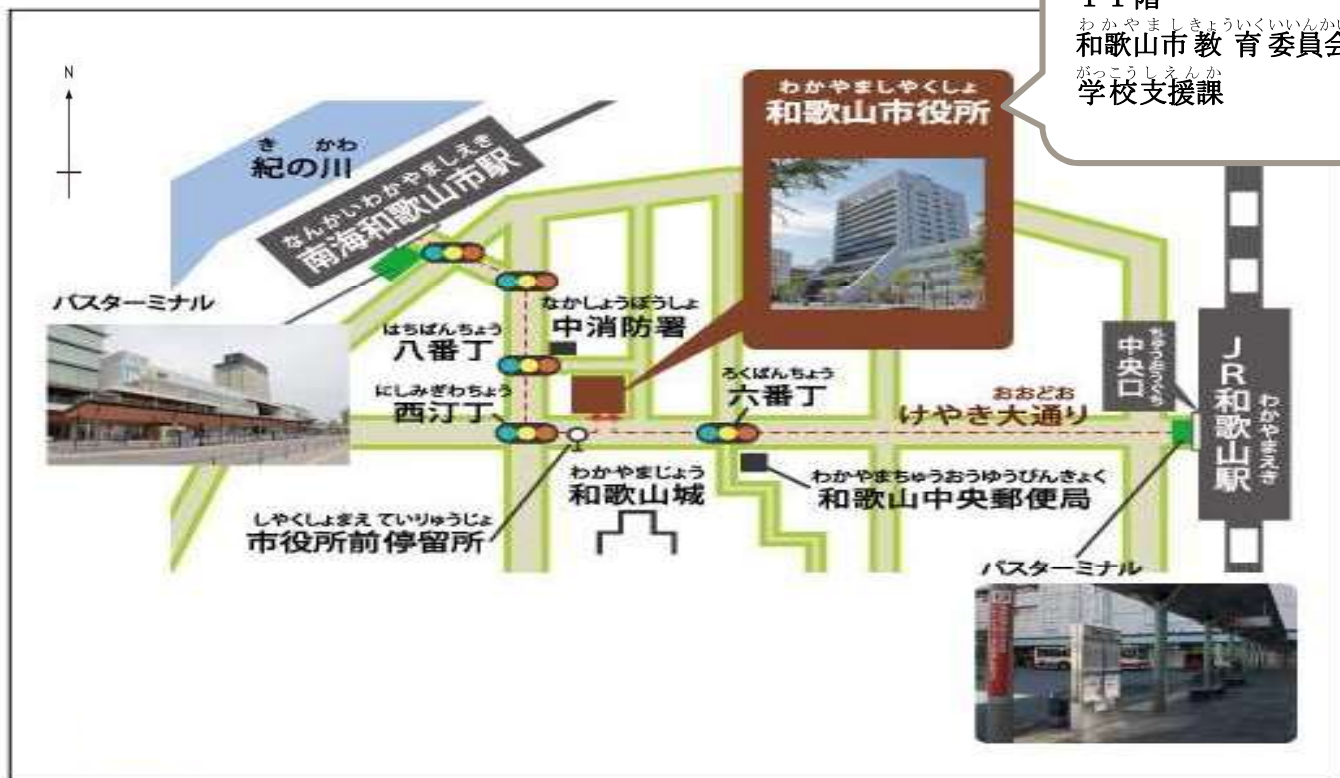 11階
わかやましきょういくいいんかい
和歌山市教育委員会
がっこうしえんか
学校支援課
N
わかやましやくしょ
和歌山市役所
き かわ
紀の川
なんかいわかやましえき
南海和歌山市駅
バスターミナル
なかしょうぼうしょ
中消防署
はちばんちょう
八番丁
にしみぎわちょう
西汀丁
ろくばんちょう
六番丁
おおどお
けやき大通り
ちゅうおうぐち
中央口
わかやまえき
JR和歌山駅
わかやまじょう
和歌山城
わかやまちゅうおうゆうびんきょく
和歌山中央郵便局
しやくしょまえ ていりゅうじょ
市役所前停留所
バスターミナル